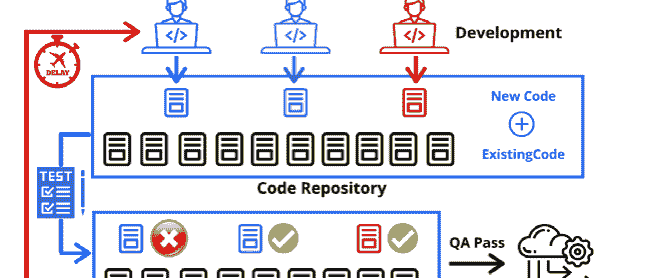 </> </> </> Development
DELAY
New Code
ExistingCode
Code Repository
TEST
QA Pass